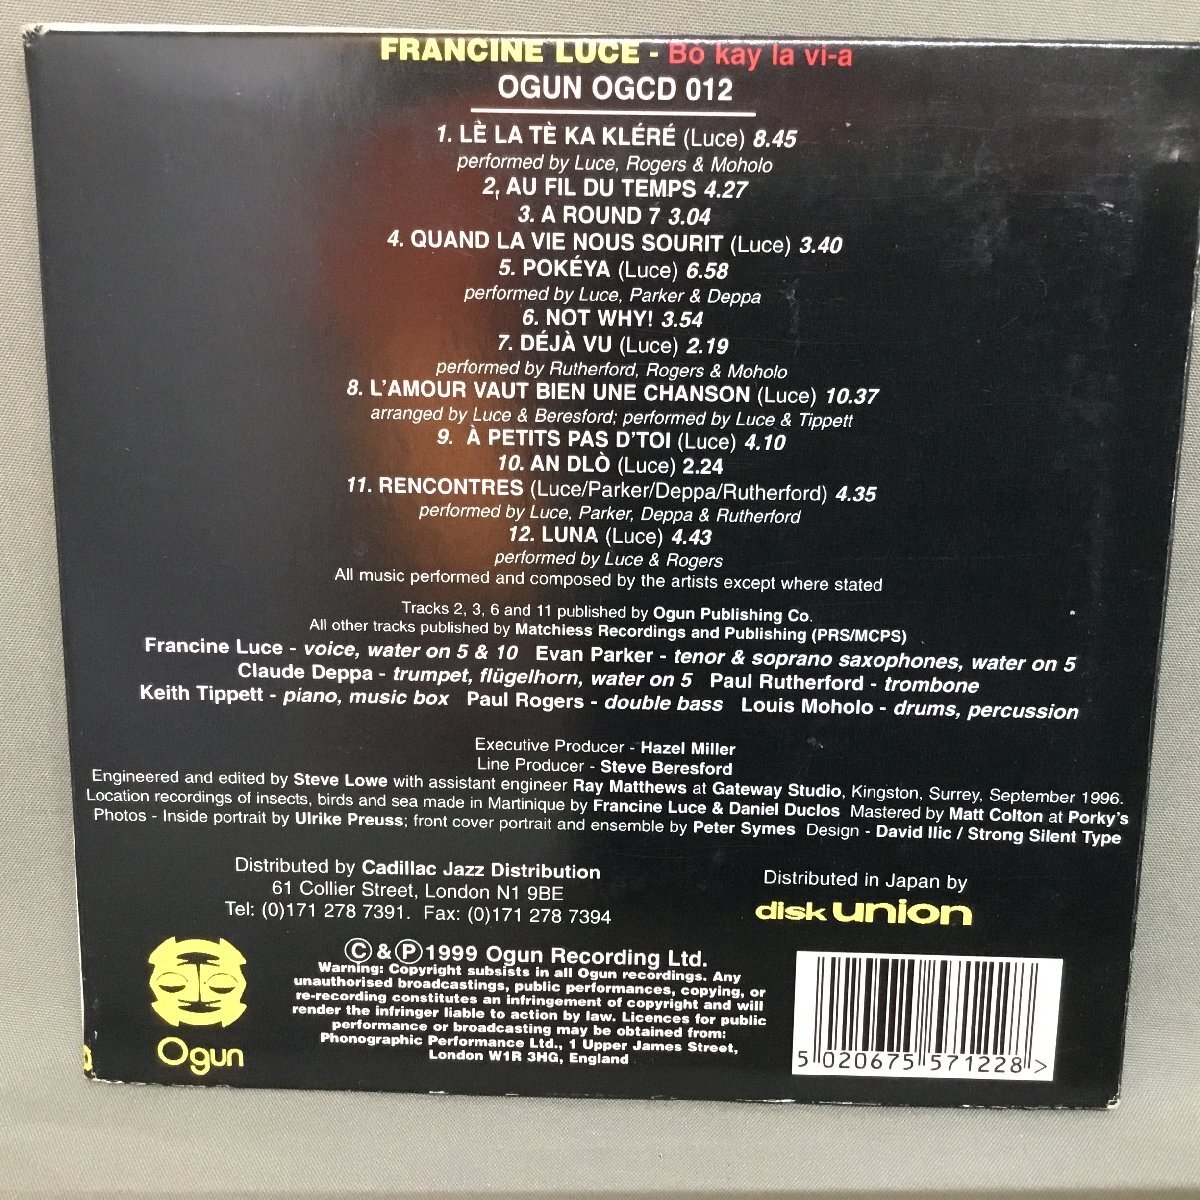 FRANCINE LUCE - Bô kay la vi-a
OGUN OGCD 012
1. LÈ LA TÈ KA KLÉRÉ (Luce) 8.45
performed by Luce, Rogers & Moholo
2, AU FIL DU TEMPS 4.27
3. A ROUND 7 3.04
4. QUAND LA VIE NOUS SOURIT (Luce) 3.40
5. POKÉYA (Luce) 6.58
performed by Luce, Parker & Deppa
6. NOT WHY! 3.54
7. DÉJÀ VU (Luce) 2.19
performed by Rutherford, Rogers & Moholo
8. L'AMOUR VAUT BIEN UNE CHANSON (Luce) 10.37
arranged by Luce & Beresford; performed by Luce & Tippett
9. À PETITS PAS D'TOI (Luce) 4.10
10. AN DLÒ (Luce) 2.24
11. RENCONTRES (Luce/Parker/Deppa/Rutherford) 4.35
performed by Luce, Parker, Deppa & Rutherford
12. LUNA (Luce) 4.43
performed by Luce & Rogers
All music performed and composed by the artists except where stated
Tracks 2, 3, 6 and 11 published by Ogun Publishing Co.
All other tracks published by Matchiess Recordings and Publishing (PRS/MCPS)
Francine Luce - voice, water on 5 & 10 Evan Parker - tenor & soprano saxophones, water on 5
Claude Deppa - trumpet, flügelhorn, water on 5 Paul Rutherford - trombone
Keith Tippett - piano, music box Paul Rogers - double bass Louis Moholo - drums, percussion
Executive Producer - Hazel Miller
Line Producer - Steve Beresford
Engineered and edited by Steve Lowe with assistant engineer Ray Matthews at Gateway Studio, Kingston, Surrey, September 1996.
Location recordings of insects, birds and sea made in Martinique by Francine Luce & Daniel Duclos Mastered by Matt Colton at Porky's
Photos - Inside portrait by Ulrike Preuss; front cover portrait and ensemble by Peter Symes Design - David Ilic / Strong Silent Type
Distributed by Cadillac Jazz Distribution
61 Collier Street, London N1 9BE
Tel: (0)171 278 7391. Fax: (0)171 278 7394
Distributed in Japan by
disk union
© & ℗ 1999 Ogun Recording Ltd.
Warning: Copyright subsists in all Ogun recordings. Any
unauthorised broadcastings, public performances, copying, or
re-recording constitutes an infringement of copyright and will
render the infringer liable to action by law. Licences for public
performance or broadcasting may be obtained from:
Phonographic Performance Ltd., 1 Upper James Street,
London W1R 3HG, England
Ogun
5 020675 571228 >